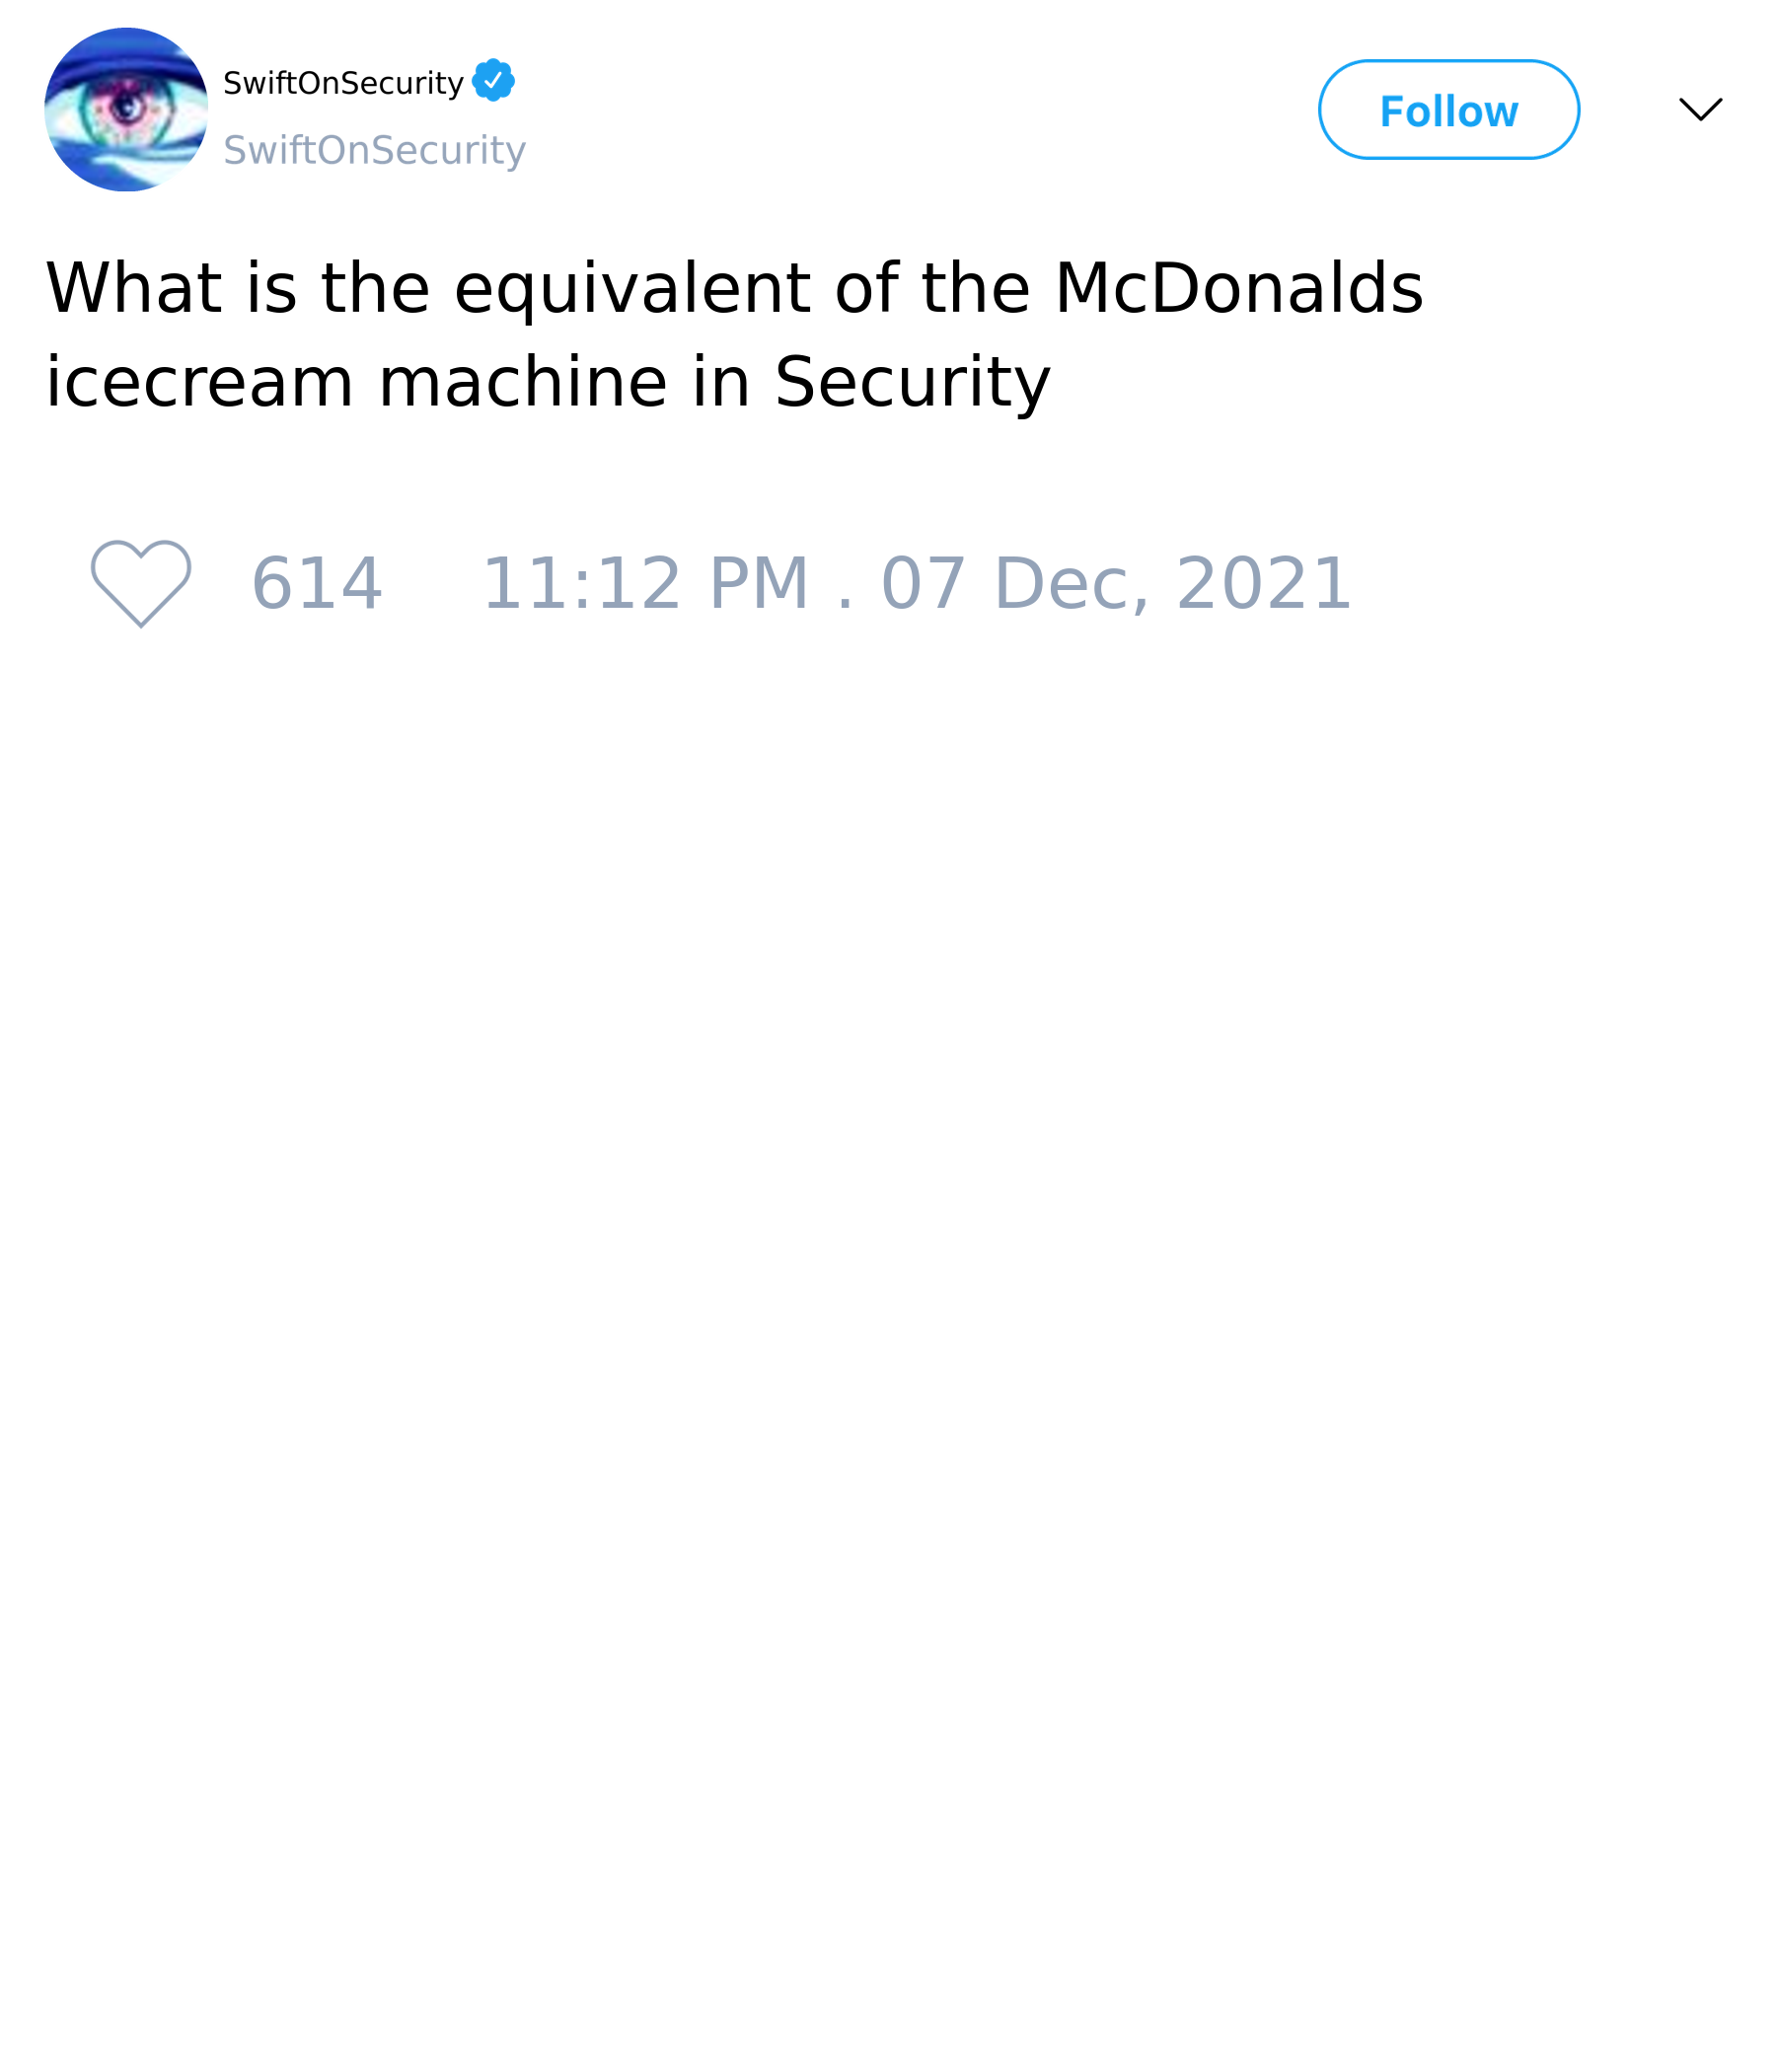 SwiftOnSecurity
SwiftOnSecurity
Follow
What is the equivalent of the McDonalds
icecream machine in Security
614 11:12 PM . 07 Dec, 2021